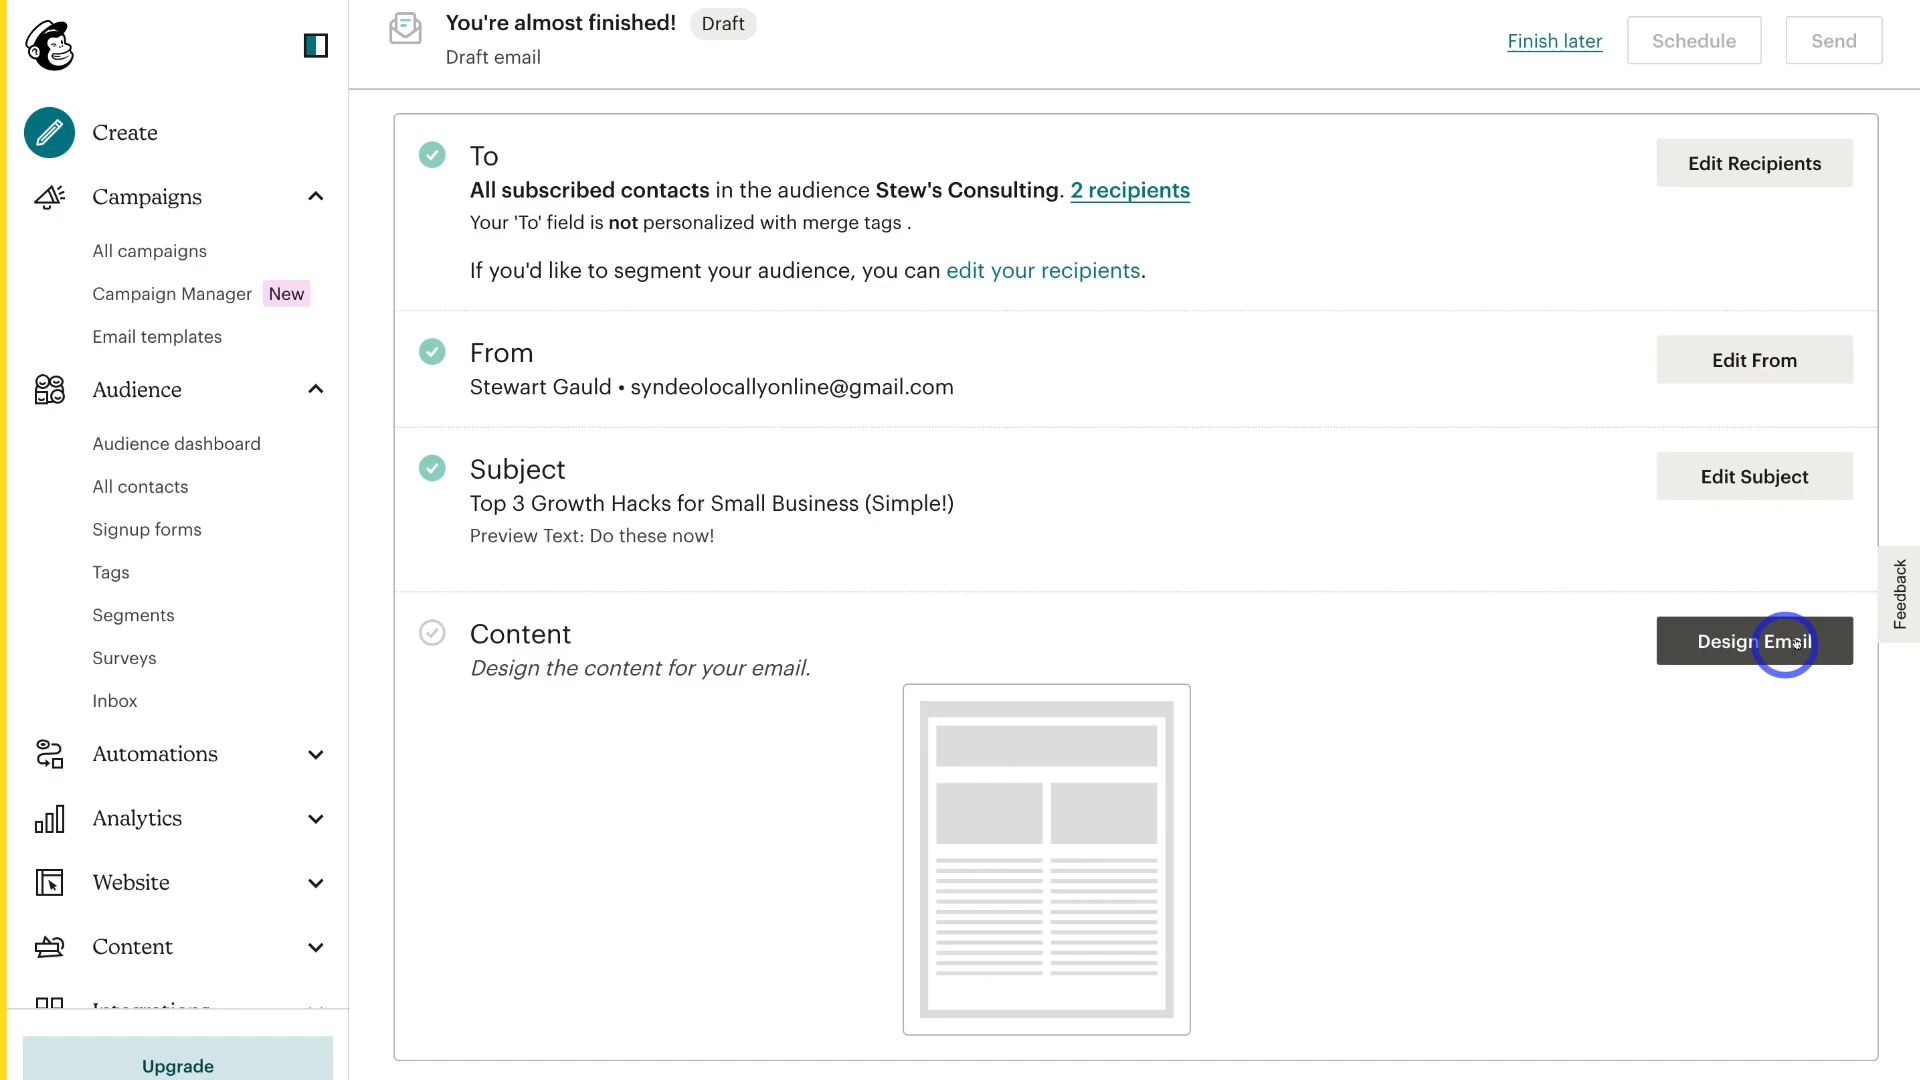 You're almost finished! Draft
Draft email
Finish later
Schedule
Send
Create
Campaigns
All campaigns
Campaign Manager New
Email templates
Audience
Audience dashboard
All contacts
Signup forms
Tags
Segments
Surveys
Inbox
Automations
Analytics
Website
Content
Integrations
Upgrade
To
All subscribed contacts in the audience Stew's Consulting. 2 recipients
Your 'To' field is not personalized with merge tags .
If you'd like to segment your audience, you can edit your recipients.
Edit Recipients
From
Stewart Gauld • syndeolocallyonline@gmail.com
Edit From
Subject
Top 3 Growth Hacks for Small Business (Simple!)
Preview Text: Do these now!
Edit Subject
Content
Design the content for your email.
Design Email
Feedback